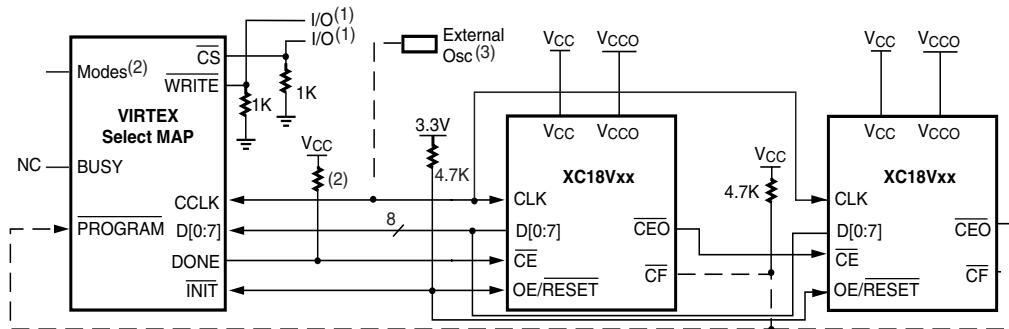 I/O(1)
I/O(1)
External
Osc (3)
VCC VCCO
VCC VCCO
CS
Modes(2)
WRITE
1K
1K
VIRTEX
Select MAP
3.3V
VCC VCCO
VCC VCCO
NC
BUSY
VCC
(2)
4.7K
XC18Vxx
VCC
4.7K
XC18Vxx
CCLK
CLK
CLK
PROGRAM
D[0:7]
8
D[0:7]
CEO
D[0:7]
CEO
DONE
CE
CF
CE
CF
INIT
OE/RESET
OE/RESET